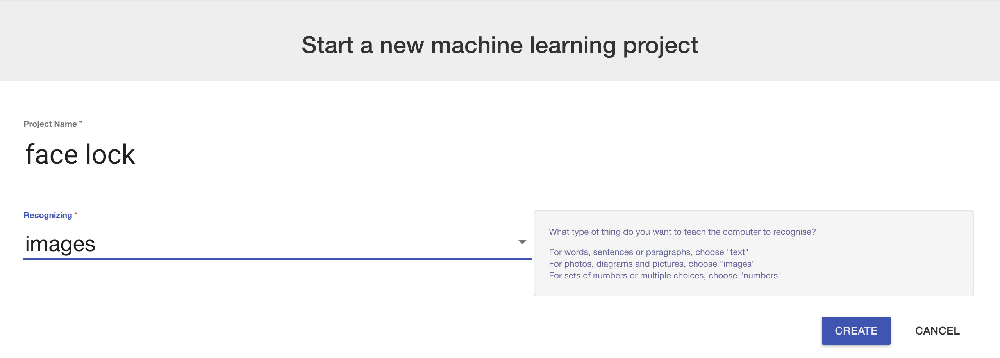 Start a new machine learning project
Project Name *
face lock
Recognizing *
images
What type of thing do you want to teach the computer to recognise?
For words, sentences or paragraphs, choose "text"
For photos, diagrams and pictures, choose "images"
For sets of numbers or multiple choices, choose "numbers"
CREATE
CANCEL